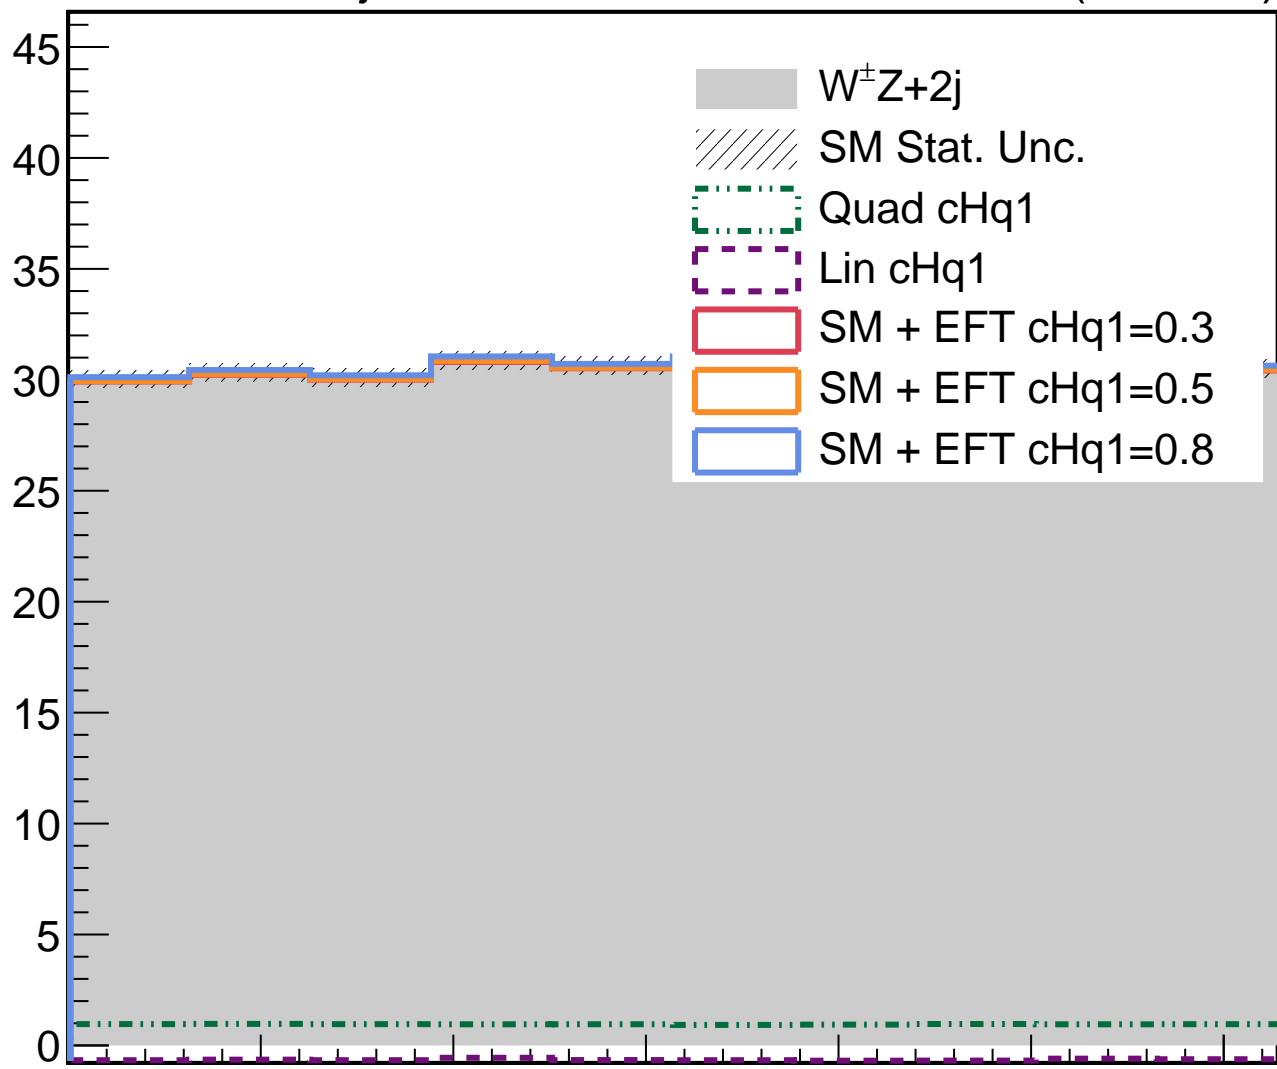 45
40
35
30
25
20
15
10
5
0
W±Z+2j
SM Stat. Unc.
Quad cHq1
Lin cHq1
SM + EFT cHq1=0.3
SM + EFT cHq1=0.5
SM + EFT cHq1=0.8